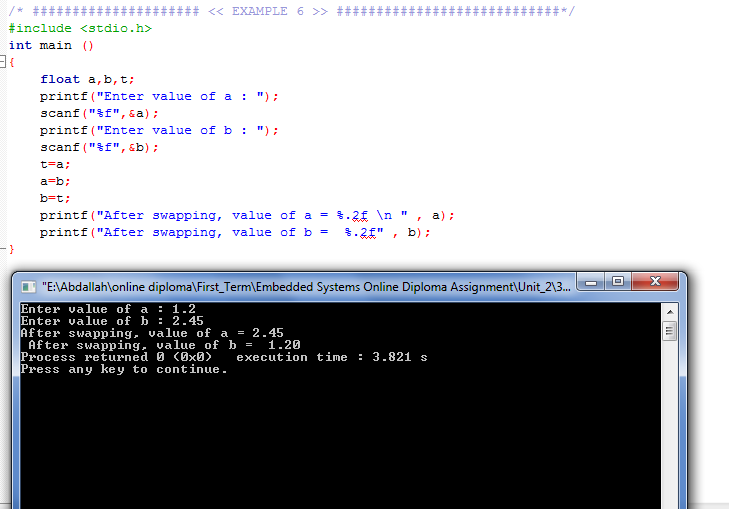 /* ##################### << EXAMPLE 6 >> ############################*/
#include <stdio.h>
int main ()
{
float a,b,t;
printf("Enter value of a : ");
scanf("%f",&a);
printf("Enter value of b : ");
scanf("%f",&b);
t=a;
a=b;
b=t;
printf("After swapping, value of a = %.2f \n " , a);
printf("After swapping, value of b =  %.2f" , b);
}
"E:\Abdallah\online diploma\First_Term\Embedded Systems Online Diploma Assignment\Unit_2\3...
Enter value of a : 1.2
Enter value of b : 2.45
After swapping, value of a = 2.45
 After swapping, value of b =  1.20
Process returned 0 (0x0)   execution time : 3.821 s
Press any key to continue.